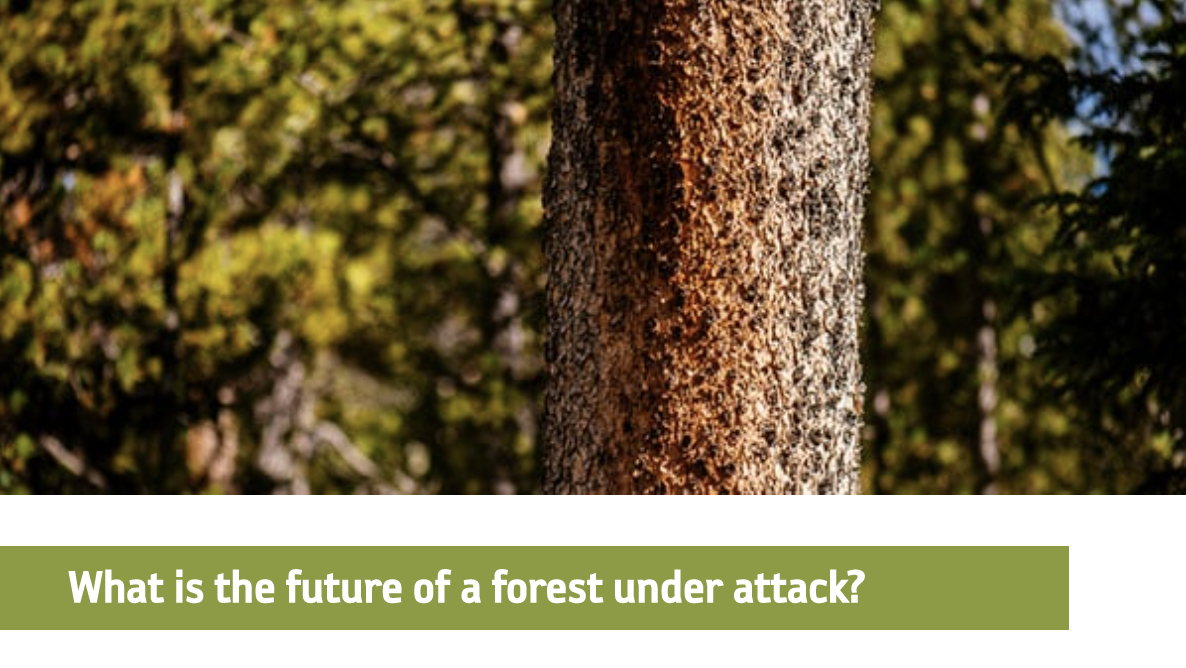 What is the future of a forest under attack?